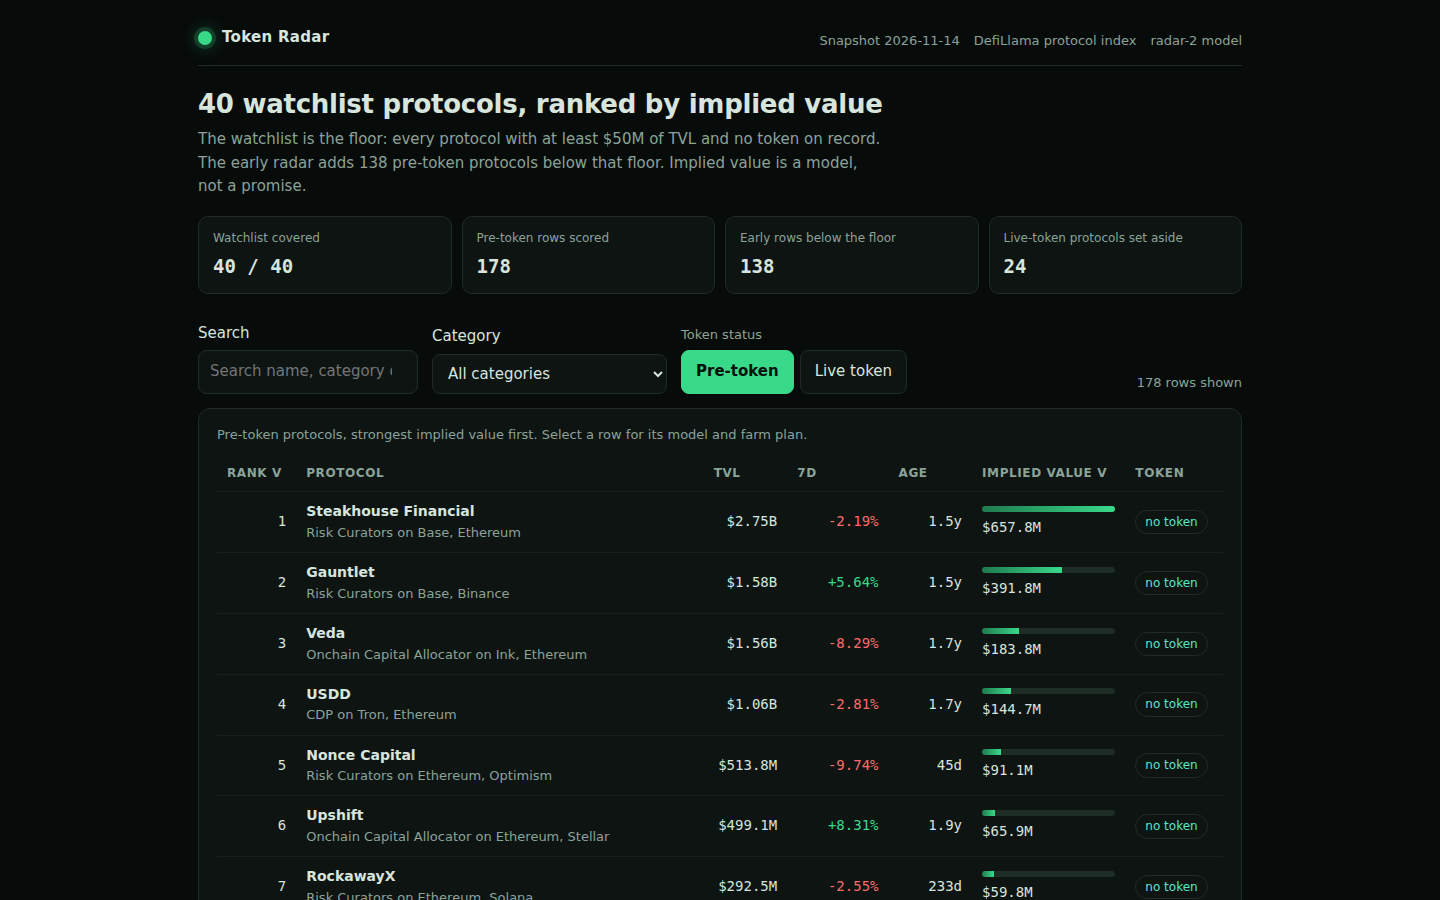 Token Radar
Snapshot 2026-11-14 DefiLlama protocol index radar-2 model
40 watchlist protocols, ranked by implied value
The watchlist is the floor: every protocol with at least $50M of TVL and no token on record.
The early radar adds 138 pre-token protocols below that floor. Implied value is a model,
not a promise.
Watchlist covered
40 / 40
Pre-token rows scored
178
Early rows below the floor
138
Live-token protocols set aside
24
Search
Search name, category
Category
All categories
Token status
Pre-token
Live token
178 rows shown
Pre-token protocols, strongest implied value first. Select a row for its model and farm plan.
RANK V PROTOCOL TVL 7D AGE IMPLIED VALUE V TOKEN
1 Steakhouse Financial $2.75B -2.19% 1.5y $657.8M no token
Risk Curators on Base, Ethereum
2 Gauntlet $1.58B +5.64% 1.5y $391.8M no token
Risk Curators on Base, Binance
3 Veda $1.56B -8.29% 1.7y $183.8M no token
Onchain Capital Allocator on Ink, Ethereum
4 USDD $1.06B -2.81% 1.7y $144.7M no token
CDP on Tron, Ethereum
5 Nonce Capital $513.8M -9.74% 45d $91.1M no token
Risk Curators on Ethereum, Optimism
6 Upshift $499.1M +8.31% 1.9y $65.9M no token
Onchain Capital Allocator on Ethereum, Stellar
7 RockawayX $292.5M -2.55% 233d $59.8M no token
Risk Curators on Ethereum, Solana